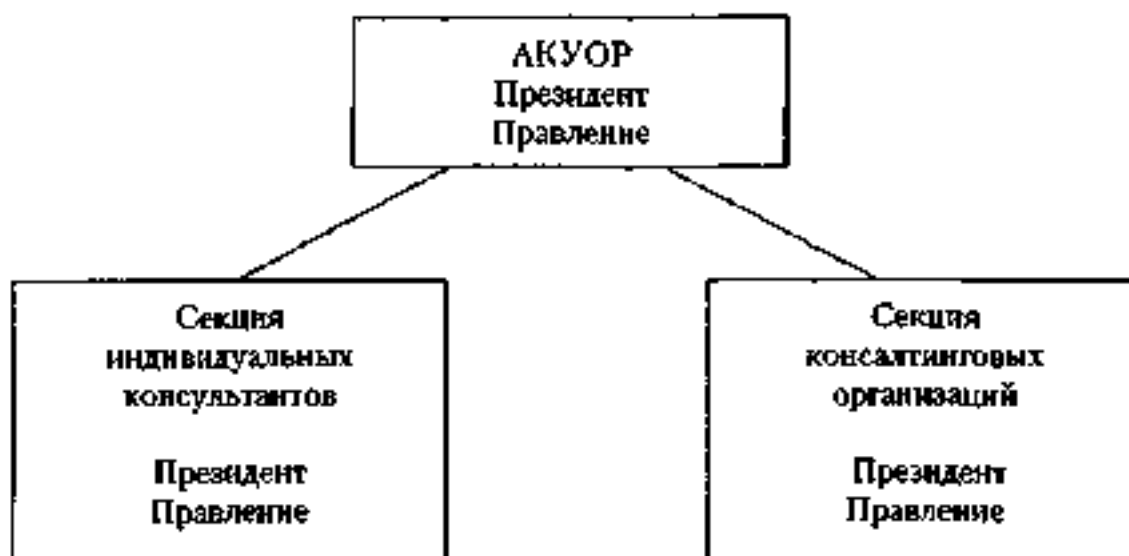 АКУОР
Президент
Правление
Секция
индивидуальных
консультантов
Президент
Правление
Секция
консалтинговых
организаций
Президент
Правление